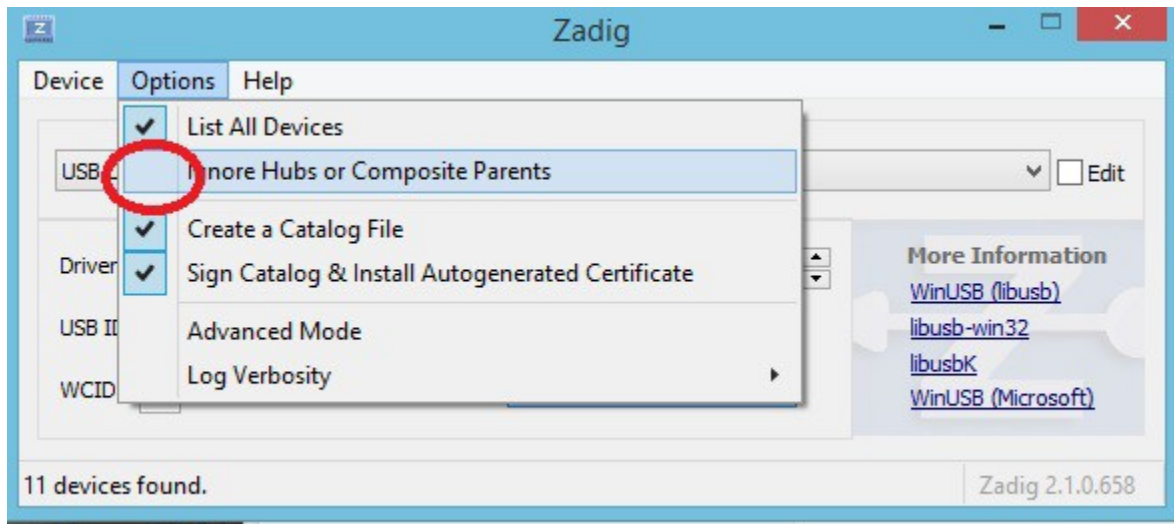 Zadig
Device Options Help
List All Devices
USB Ignore Hubs or Composite Parents Edit
Create a Catalog File
Driver Sign Catalog & Install Autogenerated Certificate
More Information
WinUSB (libusb)
USB ID Advanced Mode
libusb-win32
Log Verbosity
libusbK
WCID
WinUSB (Microsoft)
11 devices found. Zadig 2.1.0.658